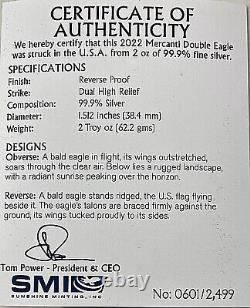 CERTIFICATE OF
AUTHENTICITY
We hereby certify that this 2022 Mercanti Double Eagle
was struck in the U.S.A. from 2 oz of 99.9% fine silver.
SPECIFICATIONS
Finish: Reverse Proof
Strike: Dual High Relief
Composition: 99.9% Silver
Diameter: 1.512 inches (38.4 mm)
Weight: 2 Troy oz (62.2 gms)
DESIGNS
Obverse: A bald eagle in flight, its wings outstretched,
soars through the clear air. Below lies a rugged landscape,
with a radiant sunrise peeking over the horizon.
Reverse: A bald eagle stands ridged, the U.S. flag flying
beside it. The eagle's talons are braced firmly against the
ground, its wings tucked proudly to its sides.
Tom Power - President & CEO
SMI
SUNSHINE MINTING, INC
No: 0601/2,499